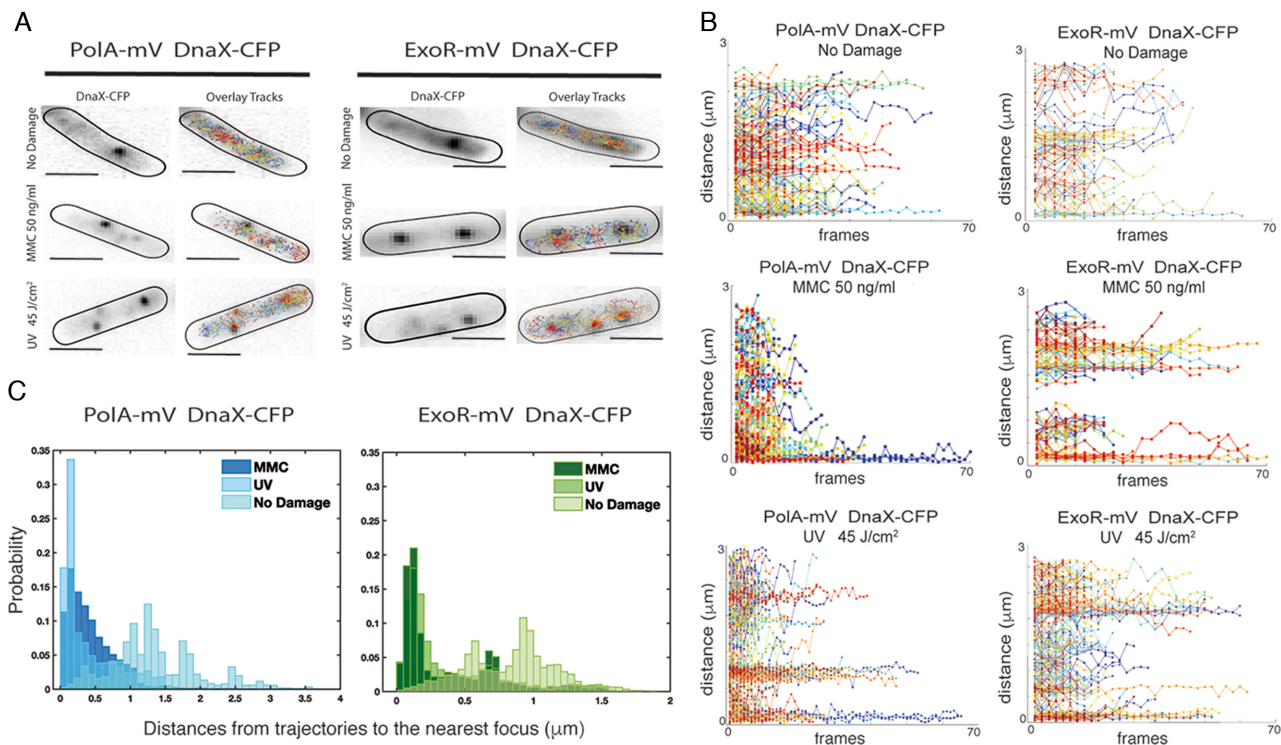 A
PolA-mV DnaX-CFP
ExoR-mV DnaX-CFP
DnaX-CFP
Overlay Tracks
DnaX-CFP
Overlay Tracks
No Damage
No Damage
MMC 50 ng/ml
MMC 50 ng/ml
UV 45 J/cm²
UV 45 J/cm²
B
PolA-mV DnaX-CFP
No Damage
3
distance (μm)
0
0
frames
70
ExoR-mV DnaX-CFP
No Damage
3
distance (μm)
0
0
frames
70
PolA-mV DnaX-CFP
MMC 50 ng/ml
3
distance (μm)
0
0
frames
70
ExoR-mV DnaX-CFP
MMC 50 ng/ml
3
distance (μm)
0
0
frames
70
PolA-mV DnaX-CFP
UV 45 J/cm²
3
distance (μm)
0
0
frames
70
ExoR-mV DnaX-CFP
UV 45 J/cm²
3
distance (μm)
0
0
frames
70
C
PolA-mV DnaX-CFP
0.35
0.3
0.25
0.2
0.15
0.1
0.05
0
Probability
MMC
UV
No Damage
0 0.5 1 1.5 2 2.5 3 3.5 4
ExoR-mV DnaX-CFP
0.35
0.3
0.25
0.2
0.15
0.1
0.05
0
MMC
UV
No Damage
0 0.5 1 1.5 2
Distances from trajectories to the nearest focus (μm)